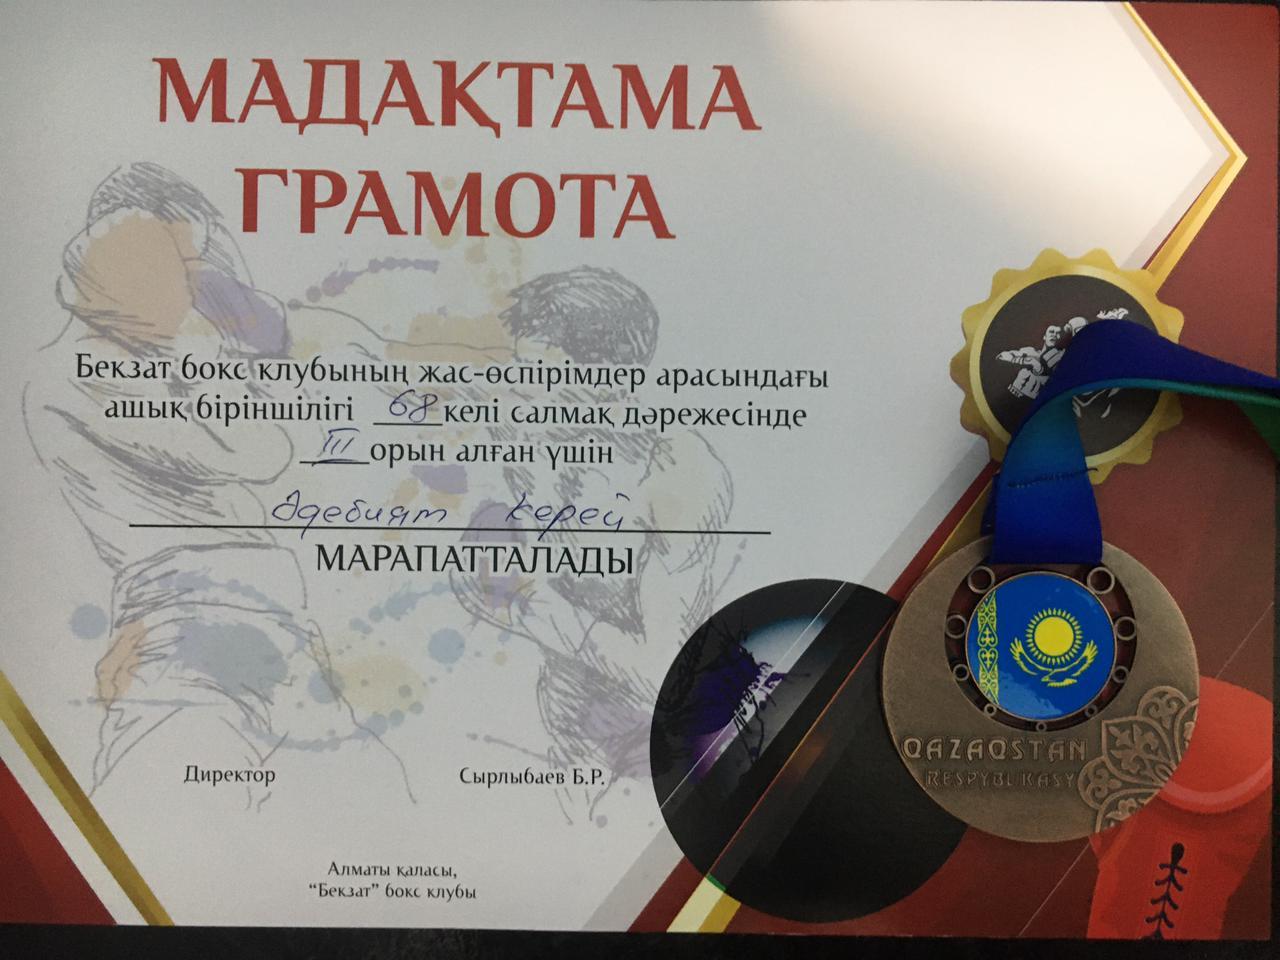 МАДАҚТАМА
ГРАМОТА
Бекзат бокс клубының жас-өспірімдер арасындағы
ашық біріншілігі 68 келі салмақ дәрежесінде
III орын алған үшін
Әдебият Керей
МАРАПАТТАЛАДЫ
Директор Сырлыбаев Б.Р.
Алматы қаласы,
“Бекзат” бокс клубы
QAZAQSTAN
RESPYBLIKASY